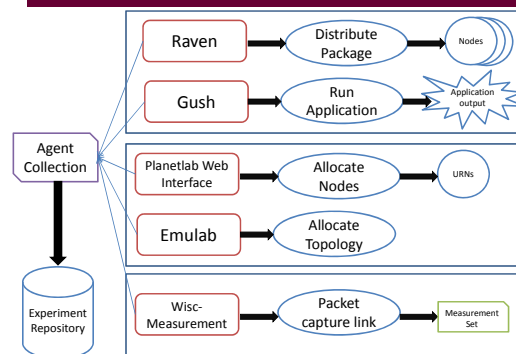 Raven
Distribute
Package
Nodes
Gush
Run
Application
Application
output
Agent
Collection
Planetlab Web
Interface
Allocate
Nodes
URNs
Emulab
Allocate
Topology
Experiment
Repository
Wisc-
Measurement
Packet
capture link
Measurement
Set